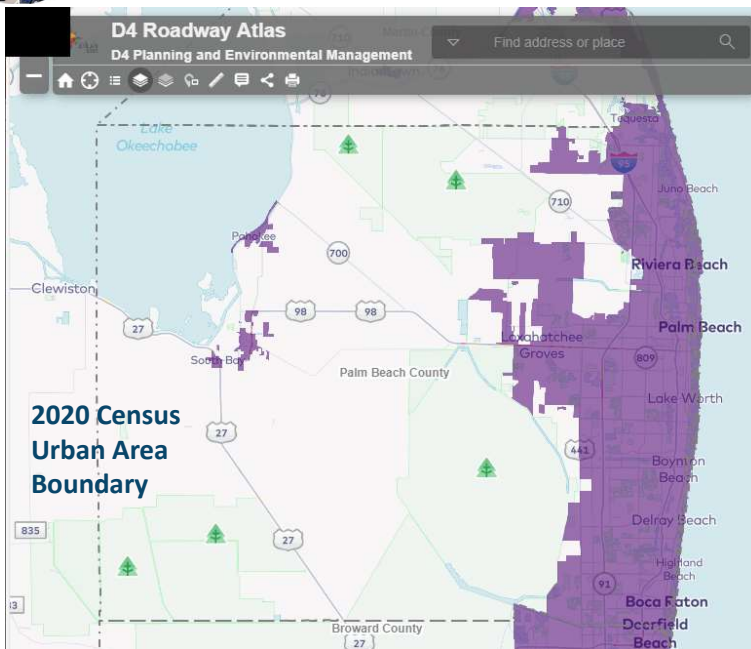 D4 Roadway Atlas
D4 Planning and Environmental Management
Find address or place
Lake
Okeechobee
Tequesta
95
Juno Beach
710
Pahokee
700
Riviera Beach
Clewiston
98
98
27
Palm Beach
Loxahatchee
Groves
South Bay
809
Palm Beach County
Lake Worth
2020 Census
Urban Area
Boundary
27
441
Boynton
Beach
Delray Beach
835
27
Highland
Beach
91
Boca Raton
Broward County
Deerfield
Beach
27